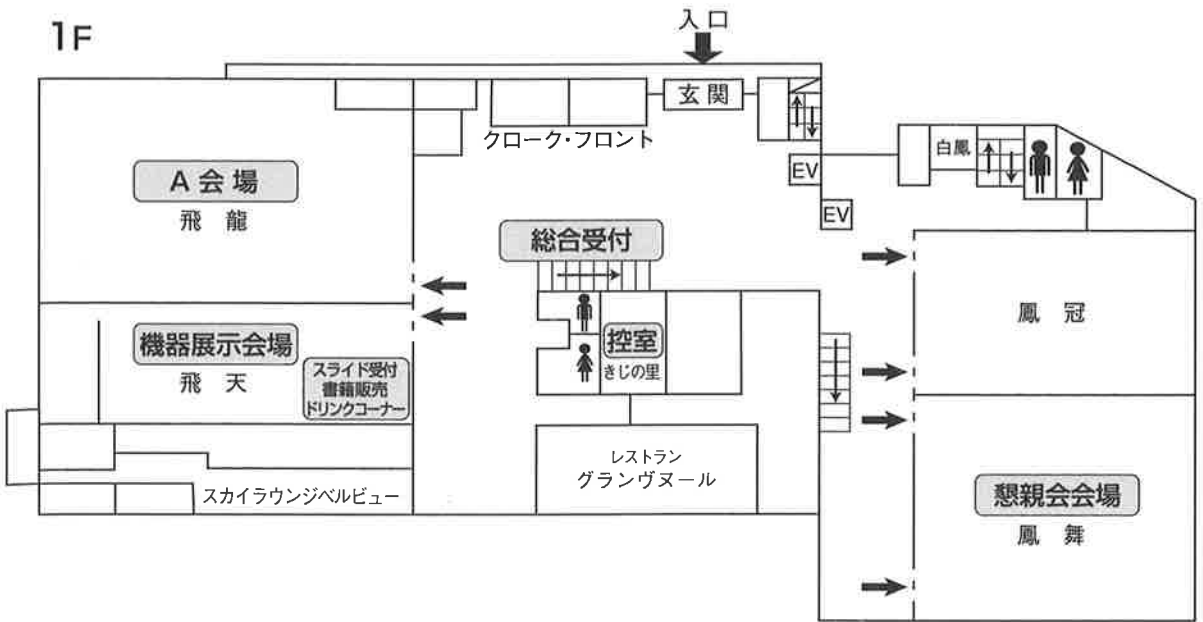 1F
入口
玄関
クローク・フロント
白鳳
EV
EV
A会場
飛龍
総合受付
鳳冠
機器展示会場
飛天
スライド受付
書籍販売
ドリンクコーナー
控室
きじの里
レストラン
グランヴヌール
スカイラウンジベルビュー
懇親会会場
鳳舞